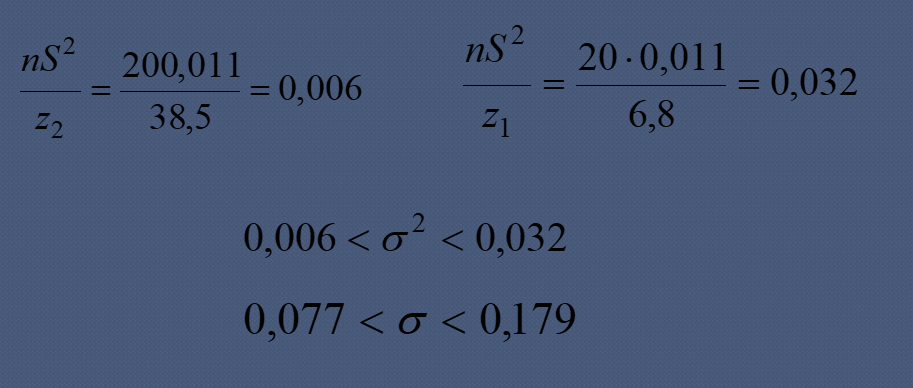 nS²/z₂ = 200,011/38,5 = 0,006
nS²/z₁ = 20·0,011/6,8 = 0,032
0,006 < σ² < 0,032
0,077 < σ < 0,179